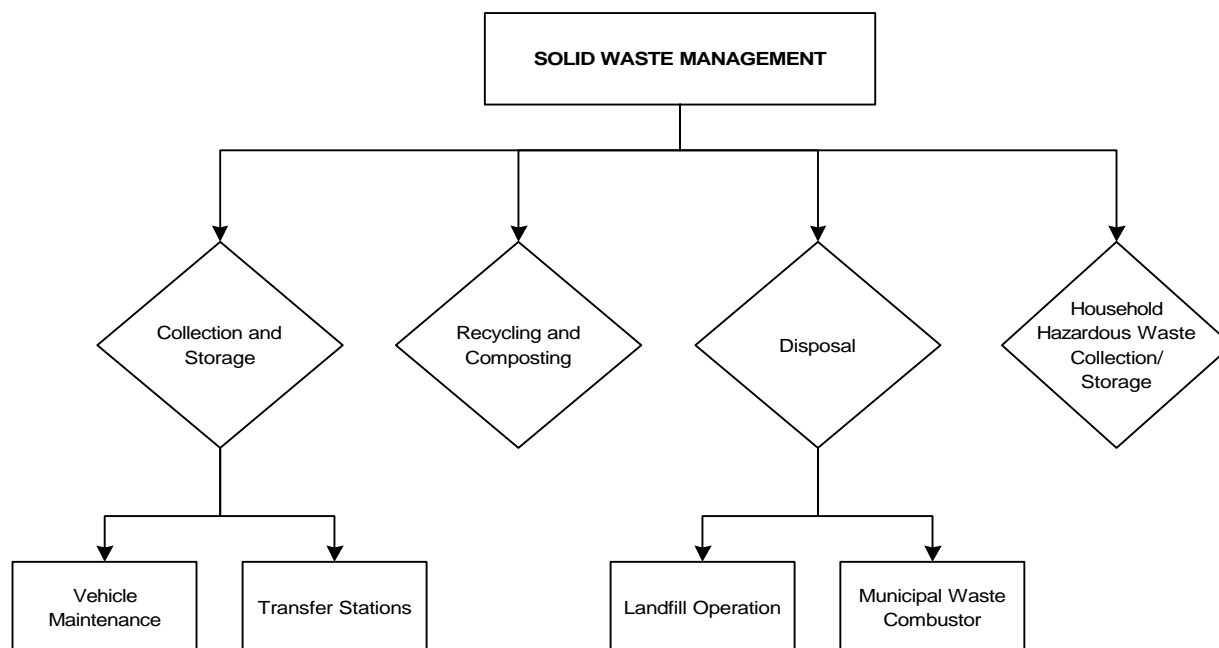 SOLID WASTE MANAGEMENT
Collection and
Storage
Recycling and
Composting
Disposal
Household
Hazardous Waste
Collection/
Storage
Vehicle
Maintenance
Transfer Stations
Landfill Operation
Municipal Waste
Combustor